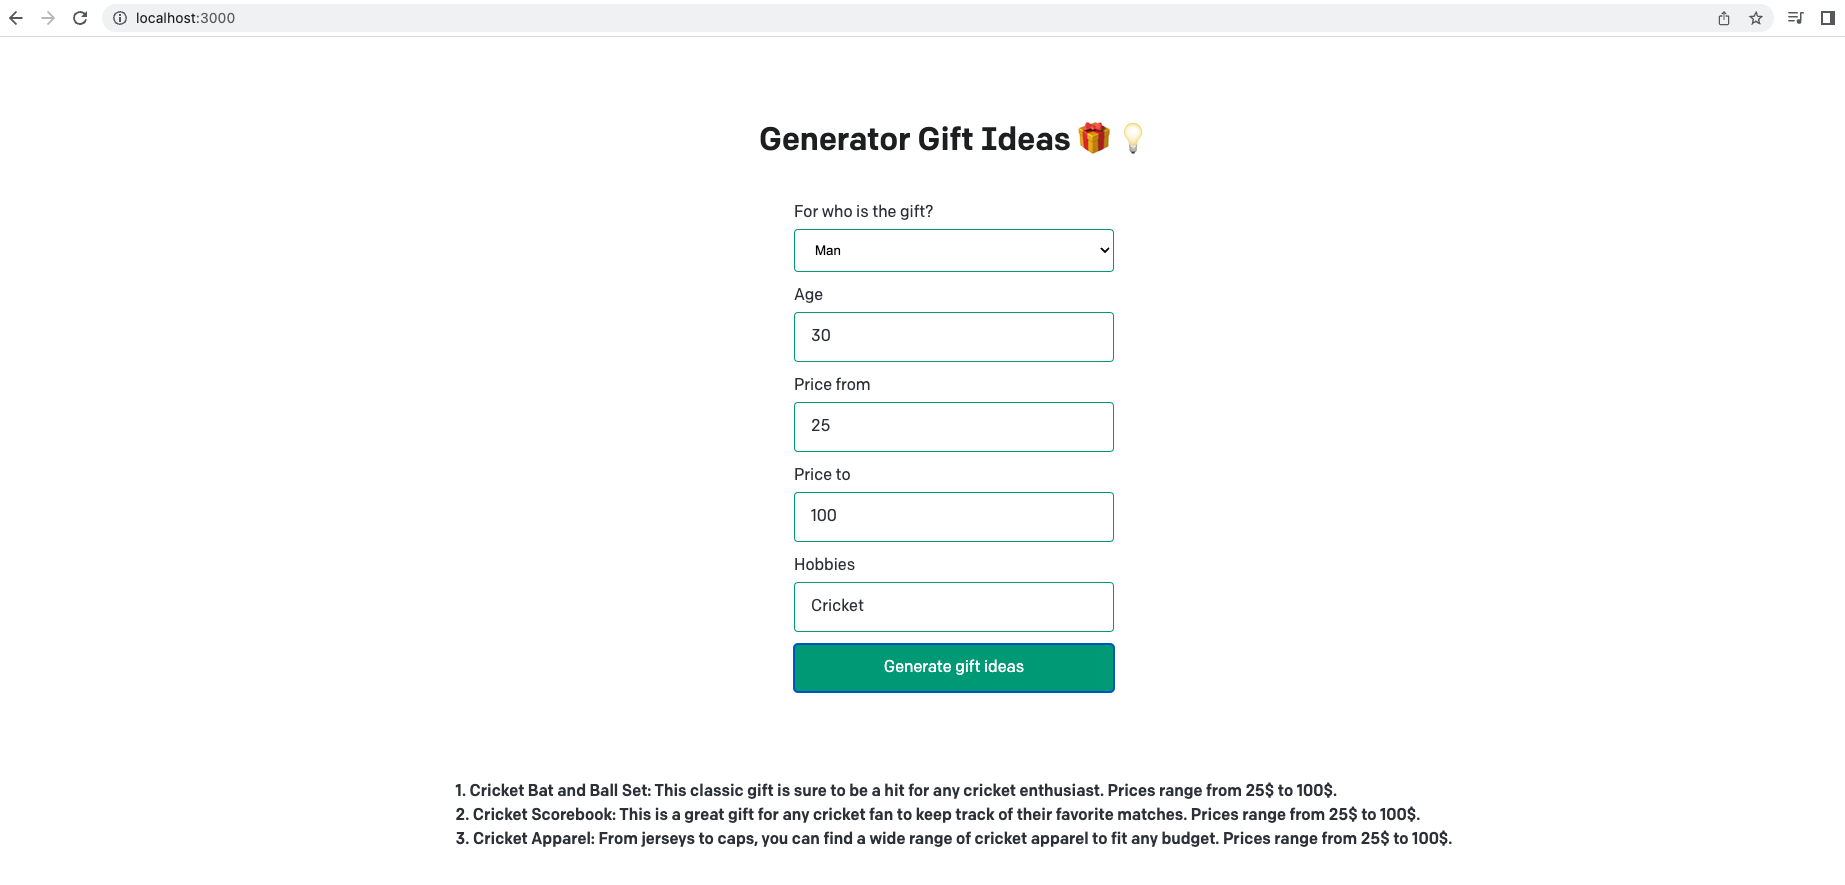 localhost:3000
Generator Gift Ideas 🎁 💡
For who is the gift?
Man
Age
30
Price from
25
Price to
100
Hobbies
Cricket
Generate gift ideas
1. Cricket Bat and Ball Set: This classic gift is sure to be a hit for any cricket enthusiast. Prices range from 25$ to 100$.
2. Cricket Scorebook: This is a great gift for any cricket fan to keep track of their favorite matches. Prices range from 25$ to 100$.
3. Cricket Apparel: From jerseys to caps, you can find a wide range of cricket apparel to fit any budget. Prices range from 25$ to 100$.